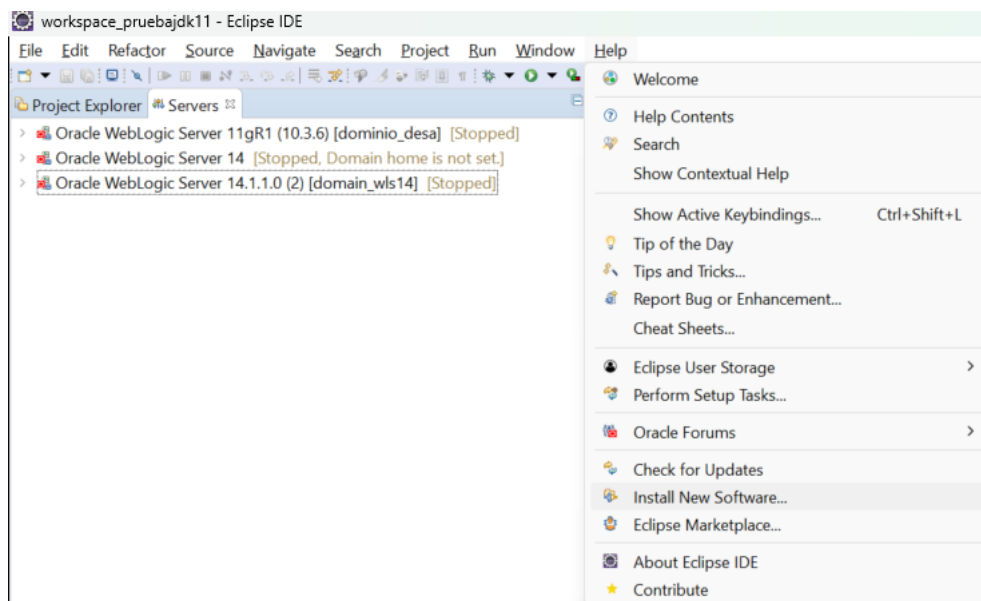 workspace_pruebajdk11 - Eclipse IDE
File Edit Refactor Source Navigate Search Project Run Window Help
Project Explorer Servers
Oracle WebLogic Server 11gR1 (10.3.6) [dominio_desa] [Stopped]
Oracle WebLogic Server 14 [Stopped, Domain home is not set.]
Oracle WebLogic Server 14.1.1.0 (2) [domain_wls14] [Stopped]
Welcome
Help Contents
Search
Show Contextual Help
Show Active Keybindings... Ctrl+Shift+L
Tip of the Day
Tips and Tricks...
Report Bug or Enhancement...
Cheat Sheets...
Eclipse User Storage
Perform Setup Tasks...
Oracle Forums
Check for Updates
Install New Software...
Eclipse Marketplace...
About Eclipse IDE
Contribute